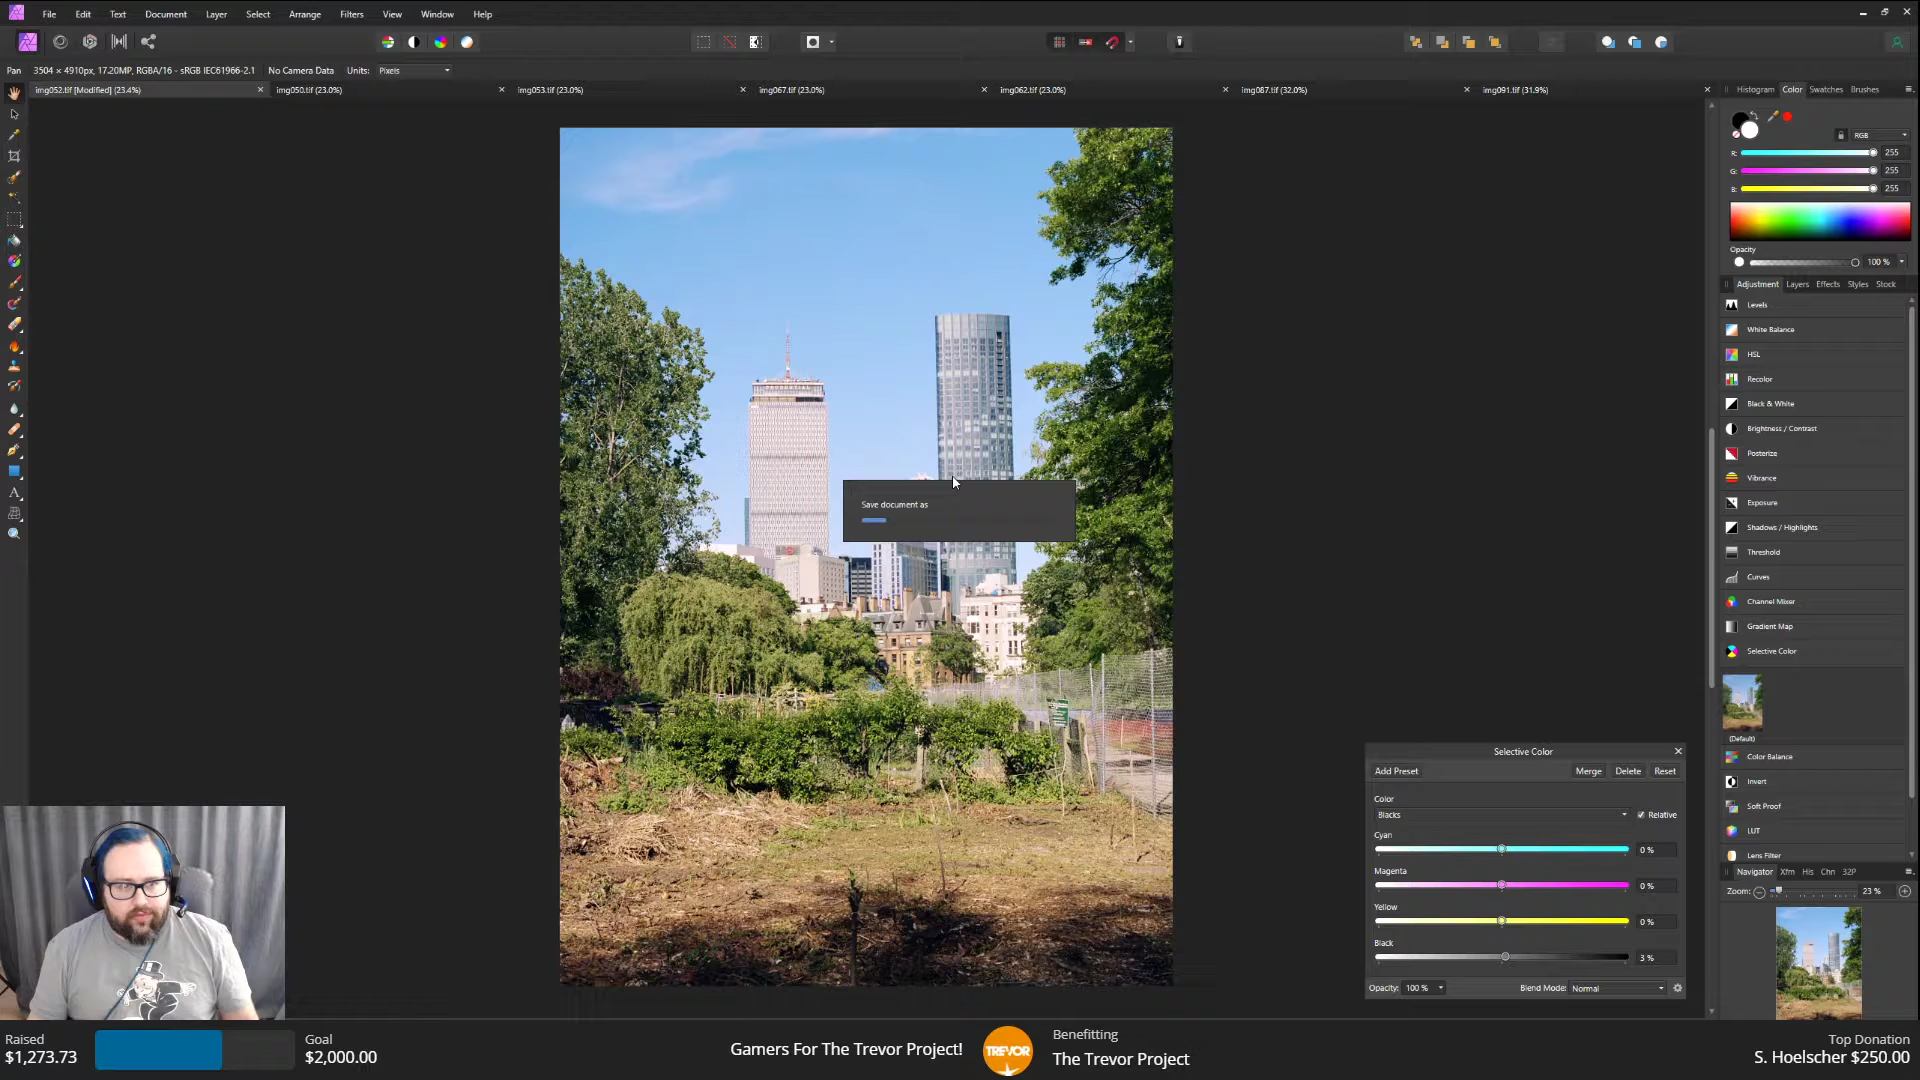 File Edit Text Document Layer Select Arrange Filters View Window Help
Pan 3504 × 4910px, 17.20MP, RGBA/16 - sRGB IEC61966-2.1 No Camera Data Units: Pixels
img052.tif [Modified] (23.4%) img050.tif (23.0%) img053.tif (23.0%) img067.tif (23.0%) img062.tif (23.0%) img087.tif (32.0%) img091.tif (31.9%)
Histogram Color Swatches Brushes
RGB
R: 255
G: 255
B: 255
Opacity
100 %
Adjustment Layers Effects Styles Stock
Levels
White Balance
HSL
Recolor
Black & White
Brightness / Contrast
Posterize
Vibrance
Exposure
Shadows / Highlights
Threshold
Curves
Channel Mixer
Gradient Map
Selective Color
(Default)
Color Balance
Invert
Soft Proof
LUT
Lens Filter
Navigator Xfm His Chn 32P
Zoom: 23 %
Save document as
Selective Color
Add Preset Merge Delete Reset
Color
Blacks Relative
Cyan
0 %
Magenta
0 %
Yellow
0 %
Black
3 %
Opacity: 100 % Blend Mode: Normal
Raised
$1,273.73
Goal
$2,000.00
Gamers For The Trevor Project!
TREVOR
Benefitting
The Trevor Project
Top Donation
S. Hoelscher $250.00